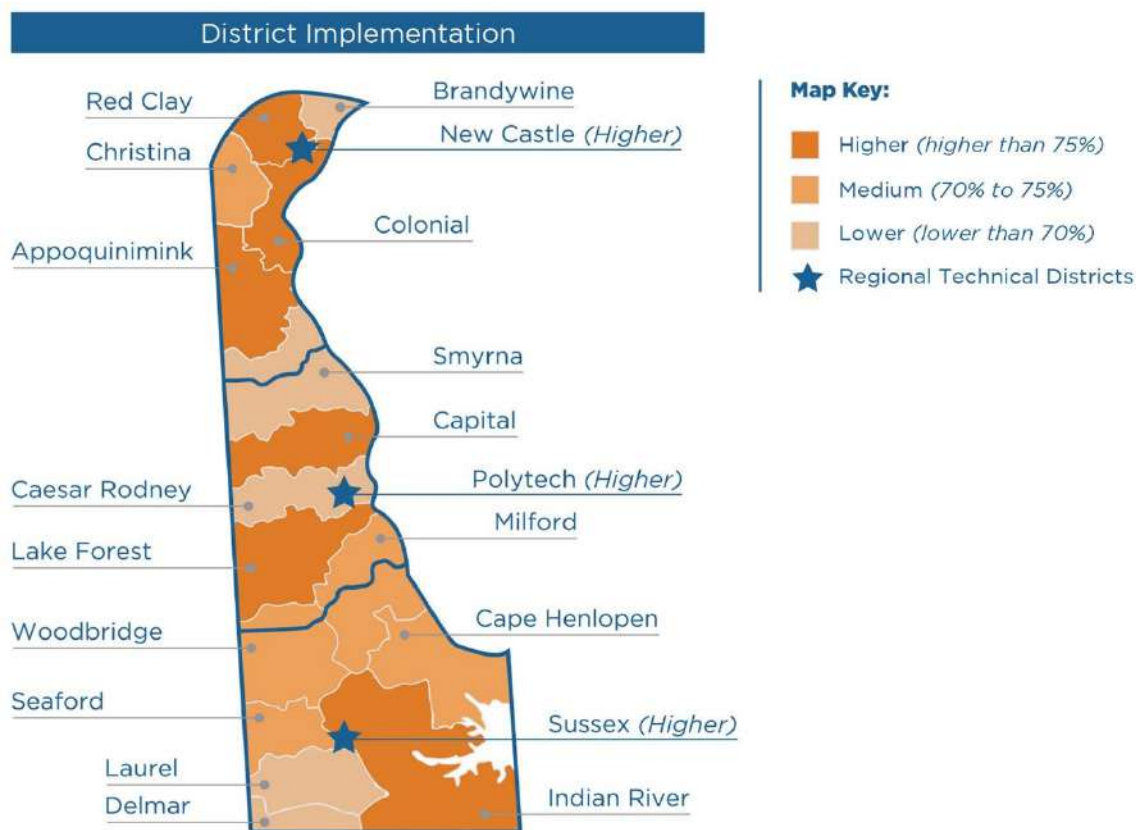 District Implementation
Red Clay
Brandywine
New Castle (Higher)
Christina
Colonial
Appoquinimink
Smyrna
Capital
Caesar Rodney
Polytech (Higher)
Milford
Lake Forest
Cape Henlopen
Woodbridge
Seaford
Sussex (Higher)
Laurel
Delmar
Indian River
Map Key:
Higher (higher than 75%)
Medium (70% to 75%)
Lower (lower than 70%)
Regional Technical Districts